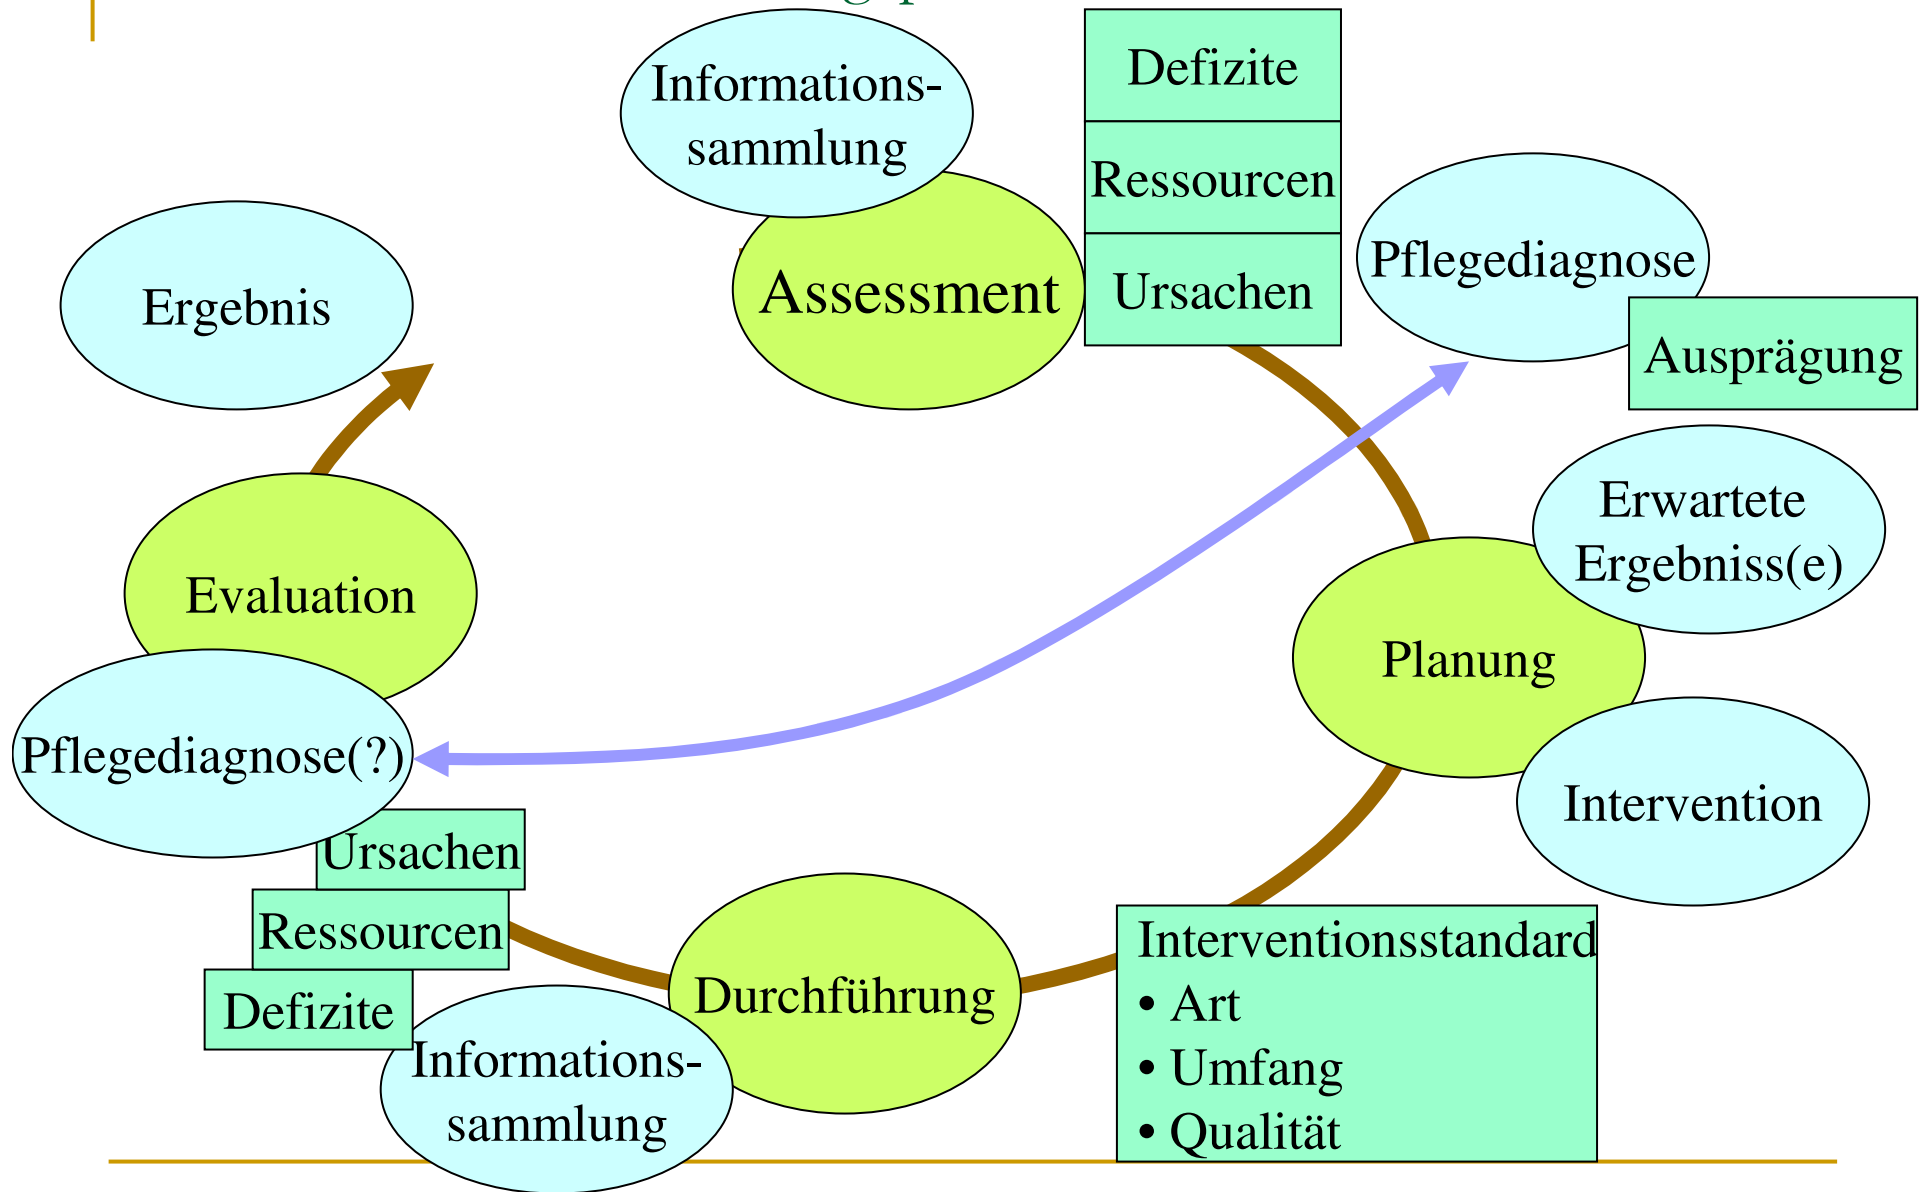 Informations-
sammlung
Defizite
Ressourcen
Ursachen
Assessment
Pflegediagnose
Ausprägung
Erwartete
Ergebniss(e)
Planung
Intervention
Interventionsstandard
• Art
• Umfang
• Qualität
Durchführung
Informations-
sammlung
Defizite
Ressourcen
Ursachen
Pflegediagnose(?)
Evaluation
Ergebnis